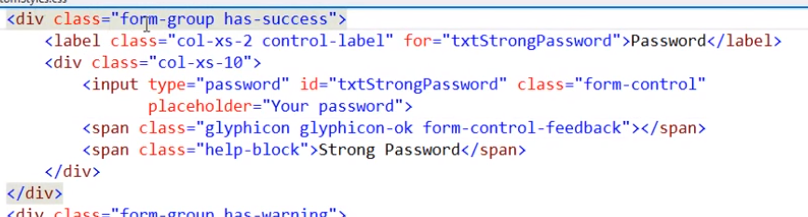 <div class="form-group has-success">
<label class="col-xs-2 control-label" for="txtStrongPassword">Password</label>
<div class="col-xs-10">
<input type="password" id="txtStrongPassword" class="form-control"
placeholder="Your password">
<span class="glyphicon glyphicon-ok form-control-feedback"></span>
<span class="help-block">Strong Password</span>
</div>
</div>
<div class="form-group has-warning">